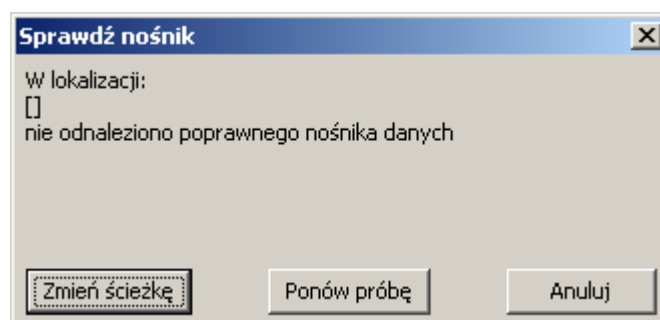 Sprawdź nośnik
W lokalizacji:
[]
nie odnaleziono poprawnego nośnika danych
Zmień ścieżkę
Ponów próbę
Anuluj